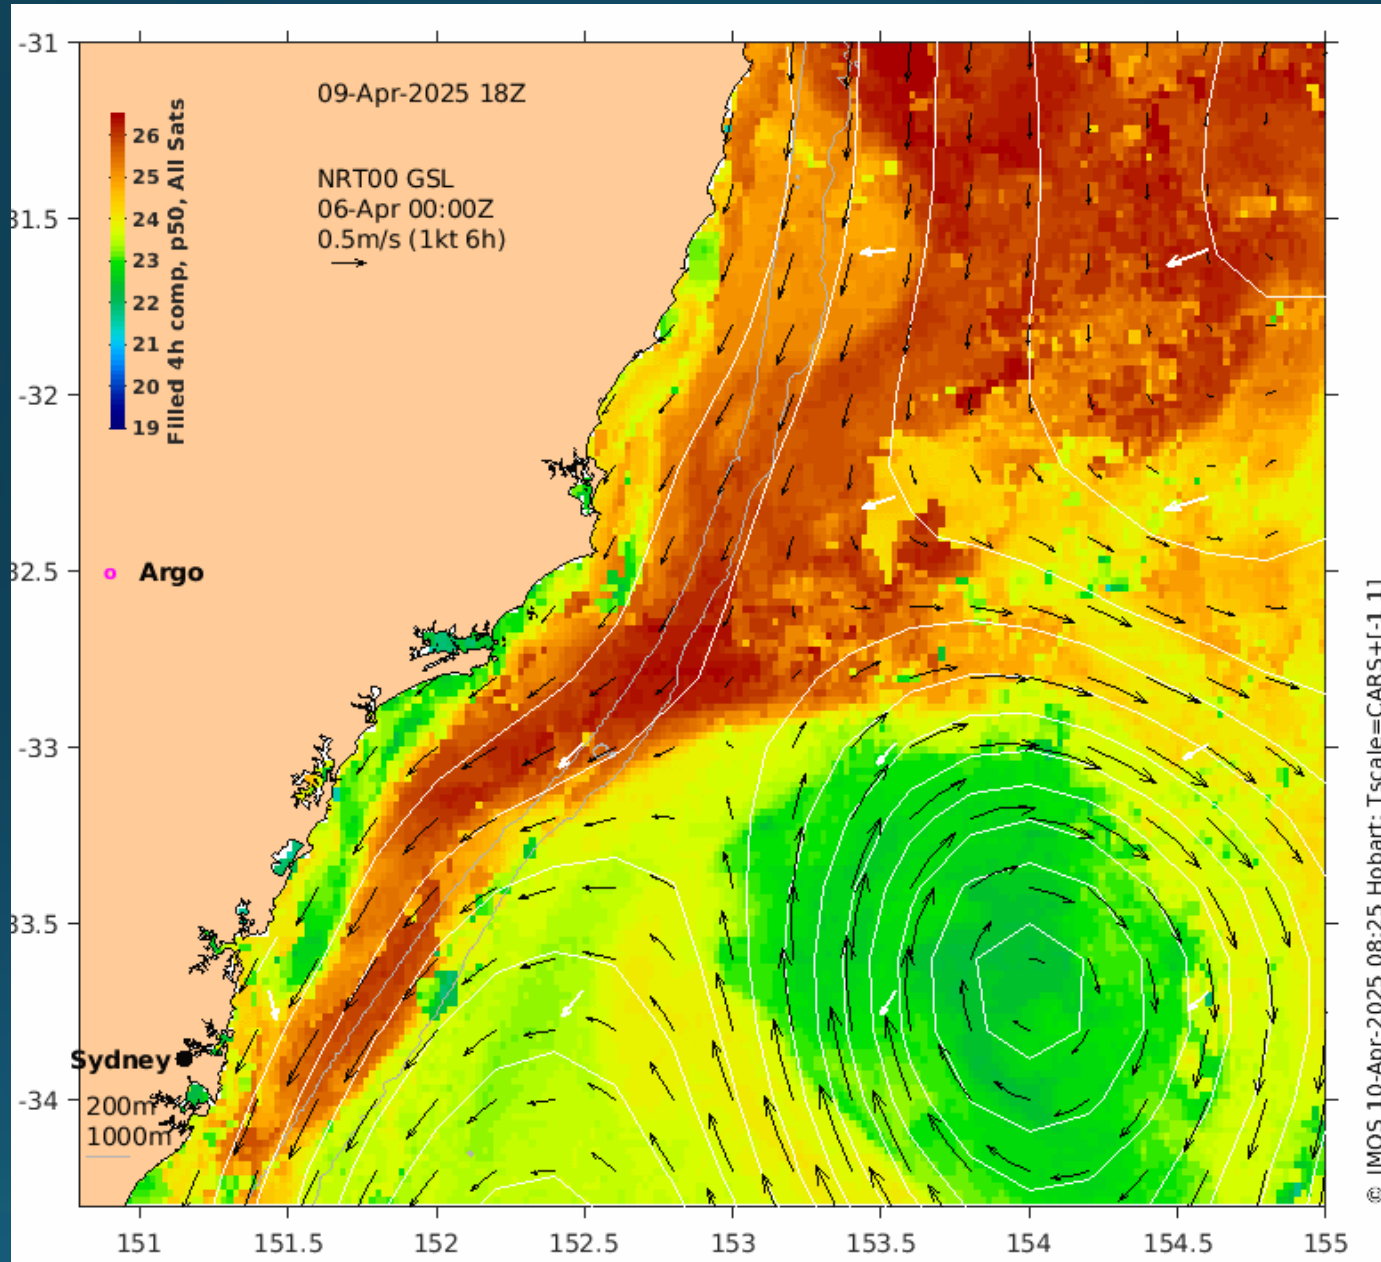 -31
09-Apr-2025 18Z
NRT00 GSL
06-Apr 00:00Z
0.5m/s (1kt 6h)
26
25
24
23
22
21
20
19
Filled 4h comp, p50, All Sats
31.5
-32
32.5
Argo
-33
33.5
Sydney
-34
200m
1000m
151
151.5
152
152.5
153
153.5
154
154.5
155
© IMOS 10-Apr-2025 08:25 Hobart: Tscale=CARS+[-1 1]